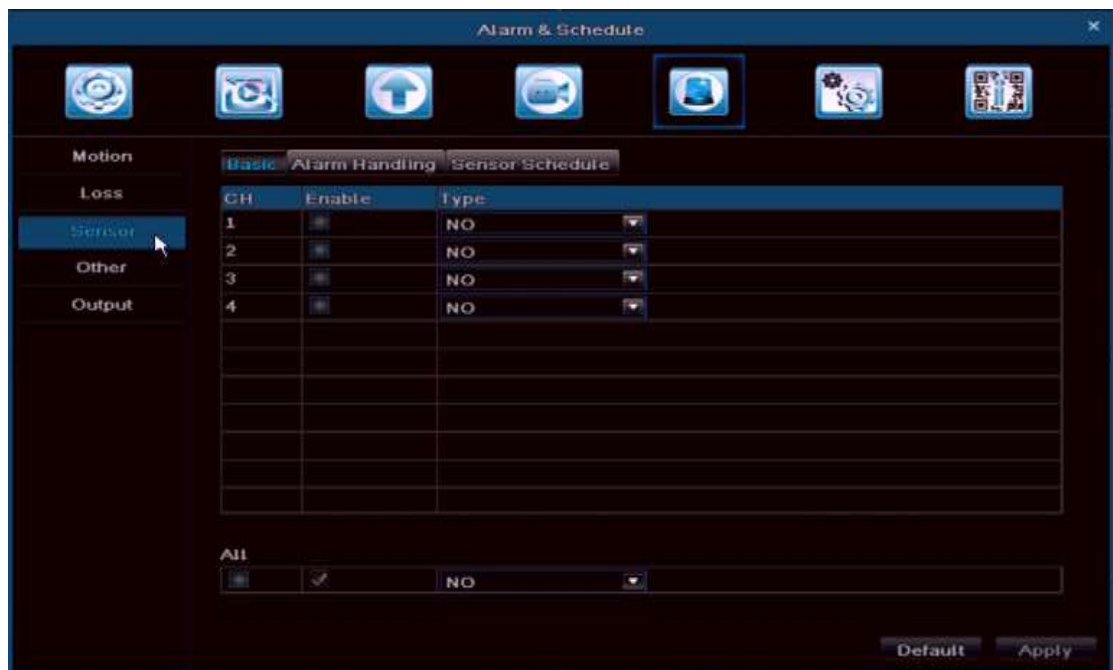 Alarm & Schedule
Motion
Loss
Sensor
Other
Output
Basic Alarm Handling Sensor Schedule
CH Enable Type
1 NO
2 NO
3 NO
4 NO
All
NO
Default Apply